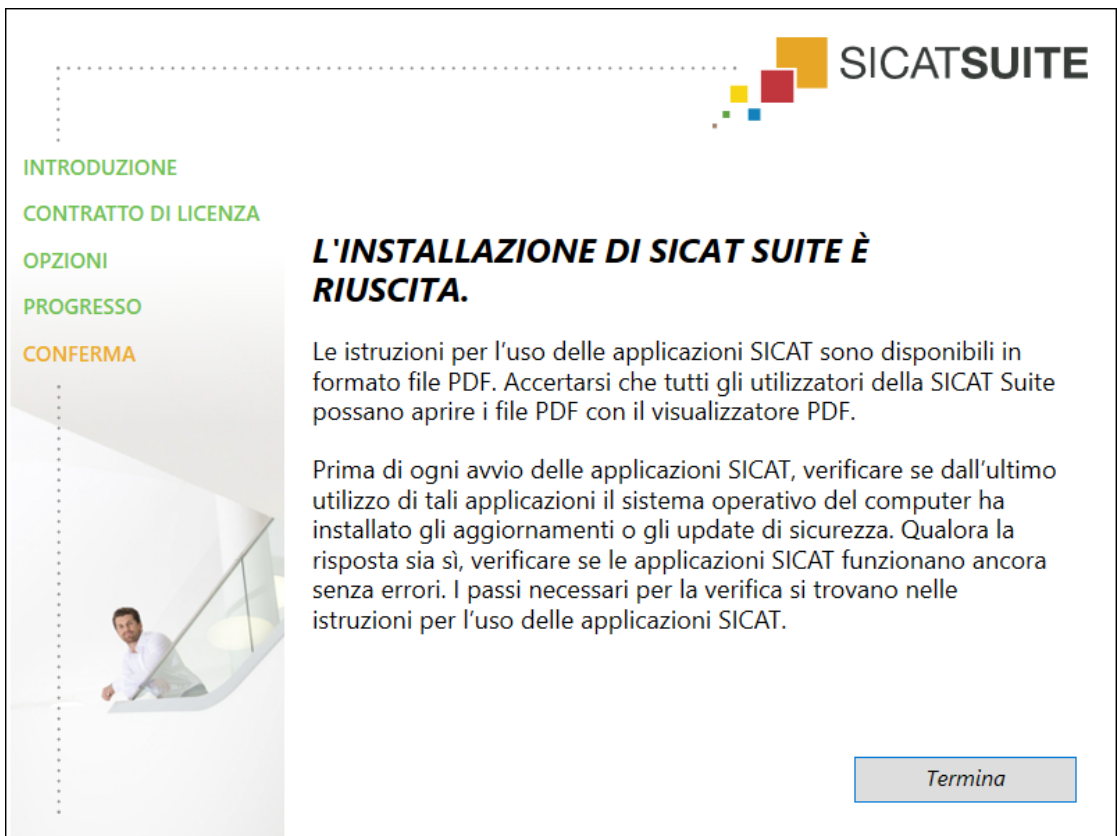 SICATSUITE
INTRODUZIONE
CONTRATTO DI LICENZA
OPZIONI
PROGRESSO
CONFERMA
L'INSTALLAZIONE DI SICAT SUITE È
RIUSCITA.
Le istruzioni per l’uso delle applicazioni SICAT sono disponibili in
formato file PDF. Accertarsi che tutti gli utilizzatori della SICAT Suite
possano aprire i file PDF con il visualizzatore PDF.
Prima di ogni avvio delle applicazioni SICAT, verificare se dall’ultimo
utilizzo di tali applicazioni il sistema operativo del computer ha
installato gli aggiornamenti o gli update di sicurezza. Qualora la
risposta sia sì, verificare se le applicazioni SICAT funzionano ancora
senza errori. I passi necessari per la verifica si trovano nelle
istruzioni per l’uso delle applicazioni SICAT.
Termina